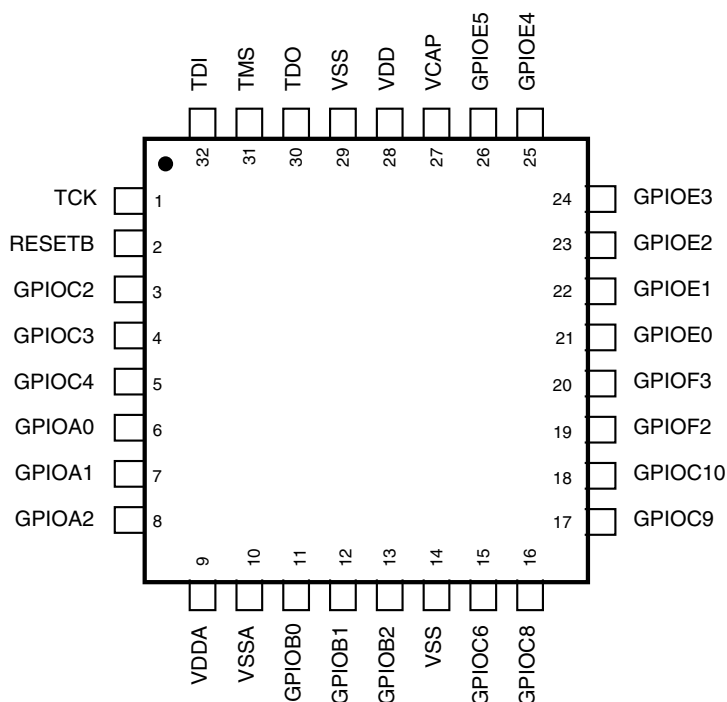 TDI TMS TDO VSS VDD VCAP GPIOE5 GPIOE4
32 31 30 29 28 27 26 25
TCK 1 24 GPIOE3
RESETB 2 23 GPIOE2
GPIOC2 3 22 GPIOE1
GPIOC3 4 21 GPIOE0
GPIOC4 5 20 GPIOF3
GPIOA0 6 19 GPIOF2
GPIOA1 7 18 GPIOC10
GPIOA2 8 17 GPIOC9
9 10 11 12 13 14 15 16
VDDA VSSA GPIOB0 GPIOB1 GPIOB2 VSS GPIOC6 GPIOC8